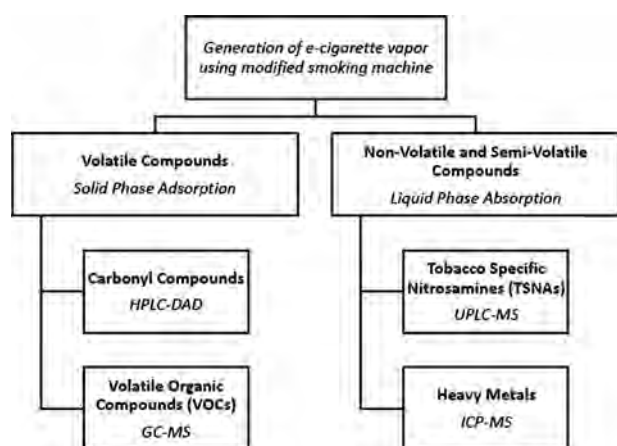 Generation of e-cigarette vapor
using modified smoking machine
Volatile Compounds
Solid Phase Adsorption
Non-Volatile and Semi-Volatile
Compounds
Liquid Phase Absorption
Carbonyl Compounds
HPLC-DAD
Volatile Organic
Compounds (VOCs)
GC-MS
Tobacco Specific
Nitrosamines (TSNAs)
UPLC-MS
Heavy Metals
ICP-MS